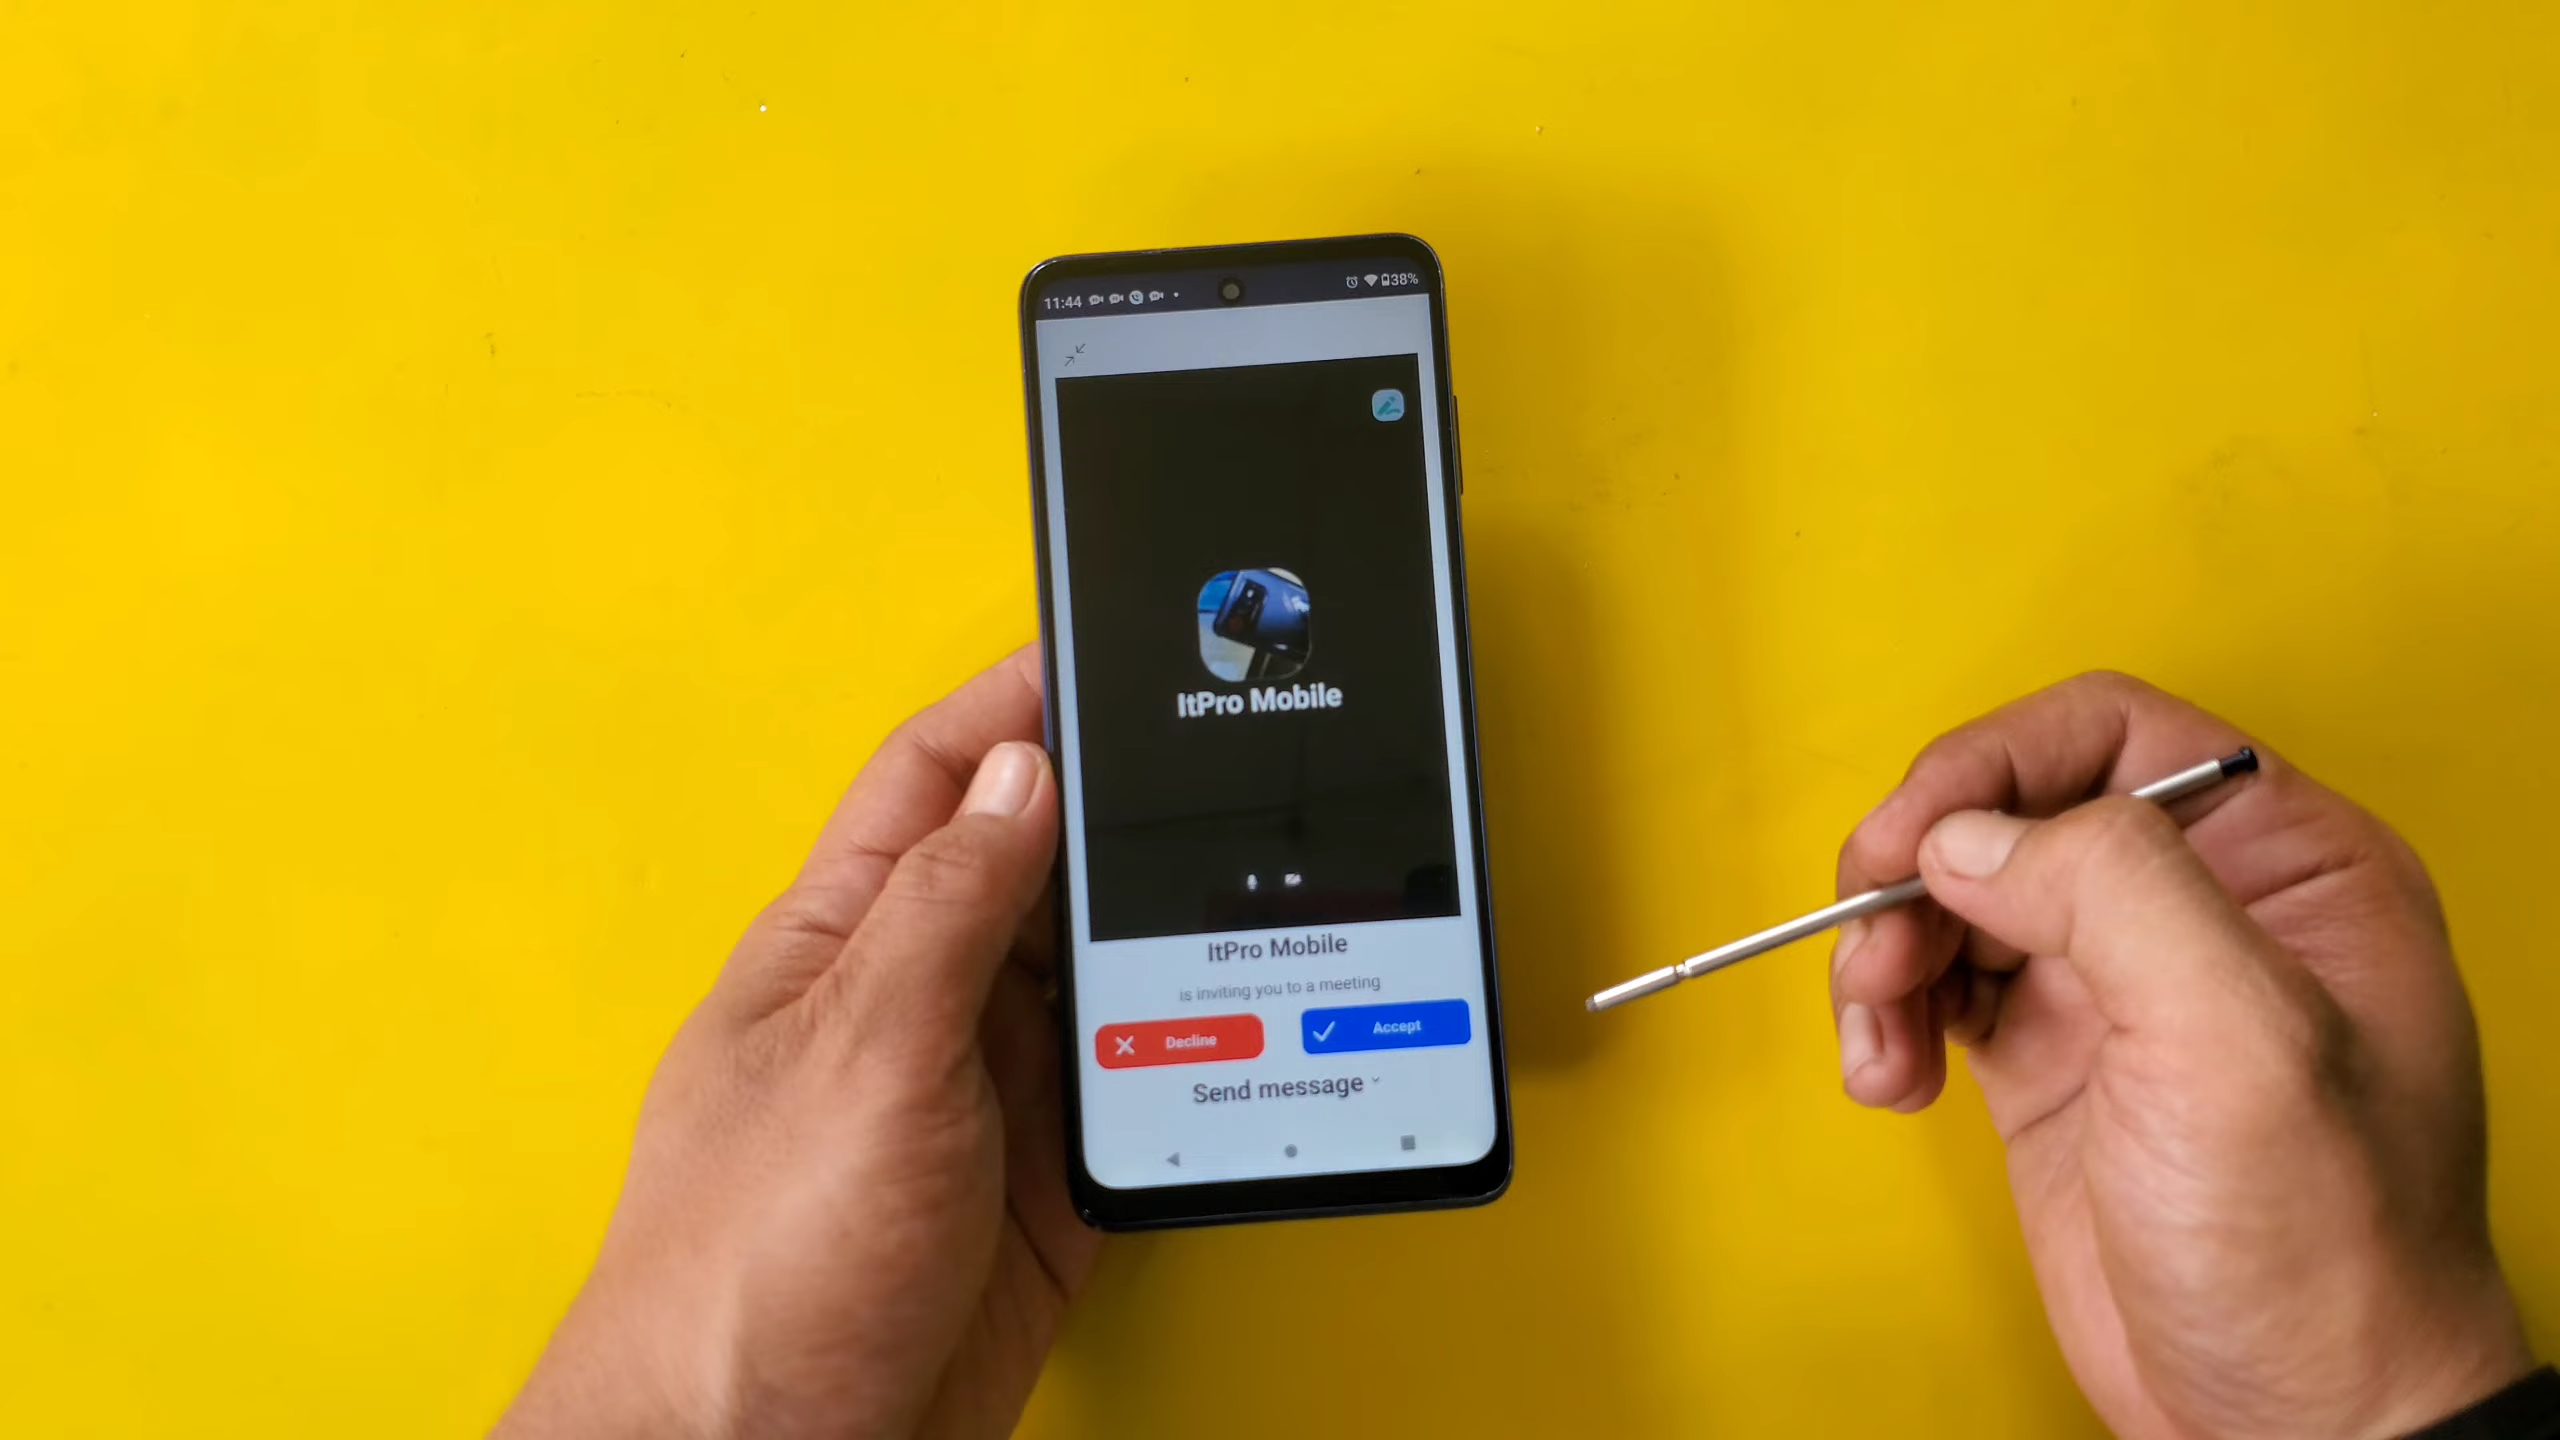 11:44 38%
ItPro Mobile
ItPro Mobile
is inviting you to a meeting
Decline Accept
Send message